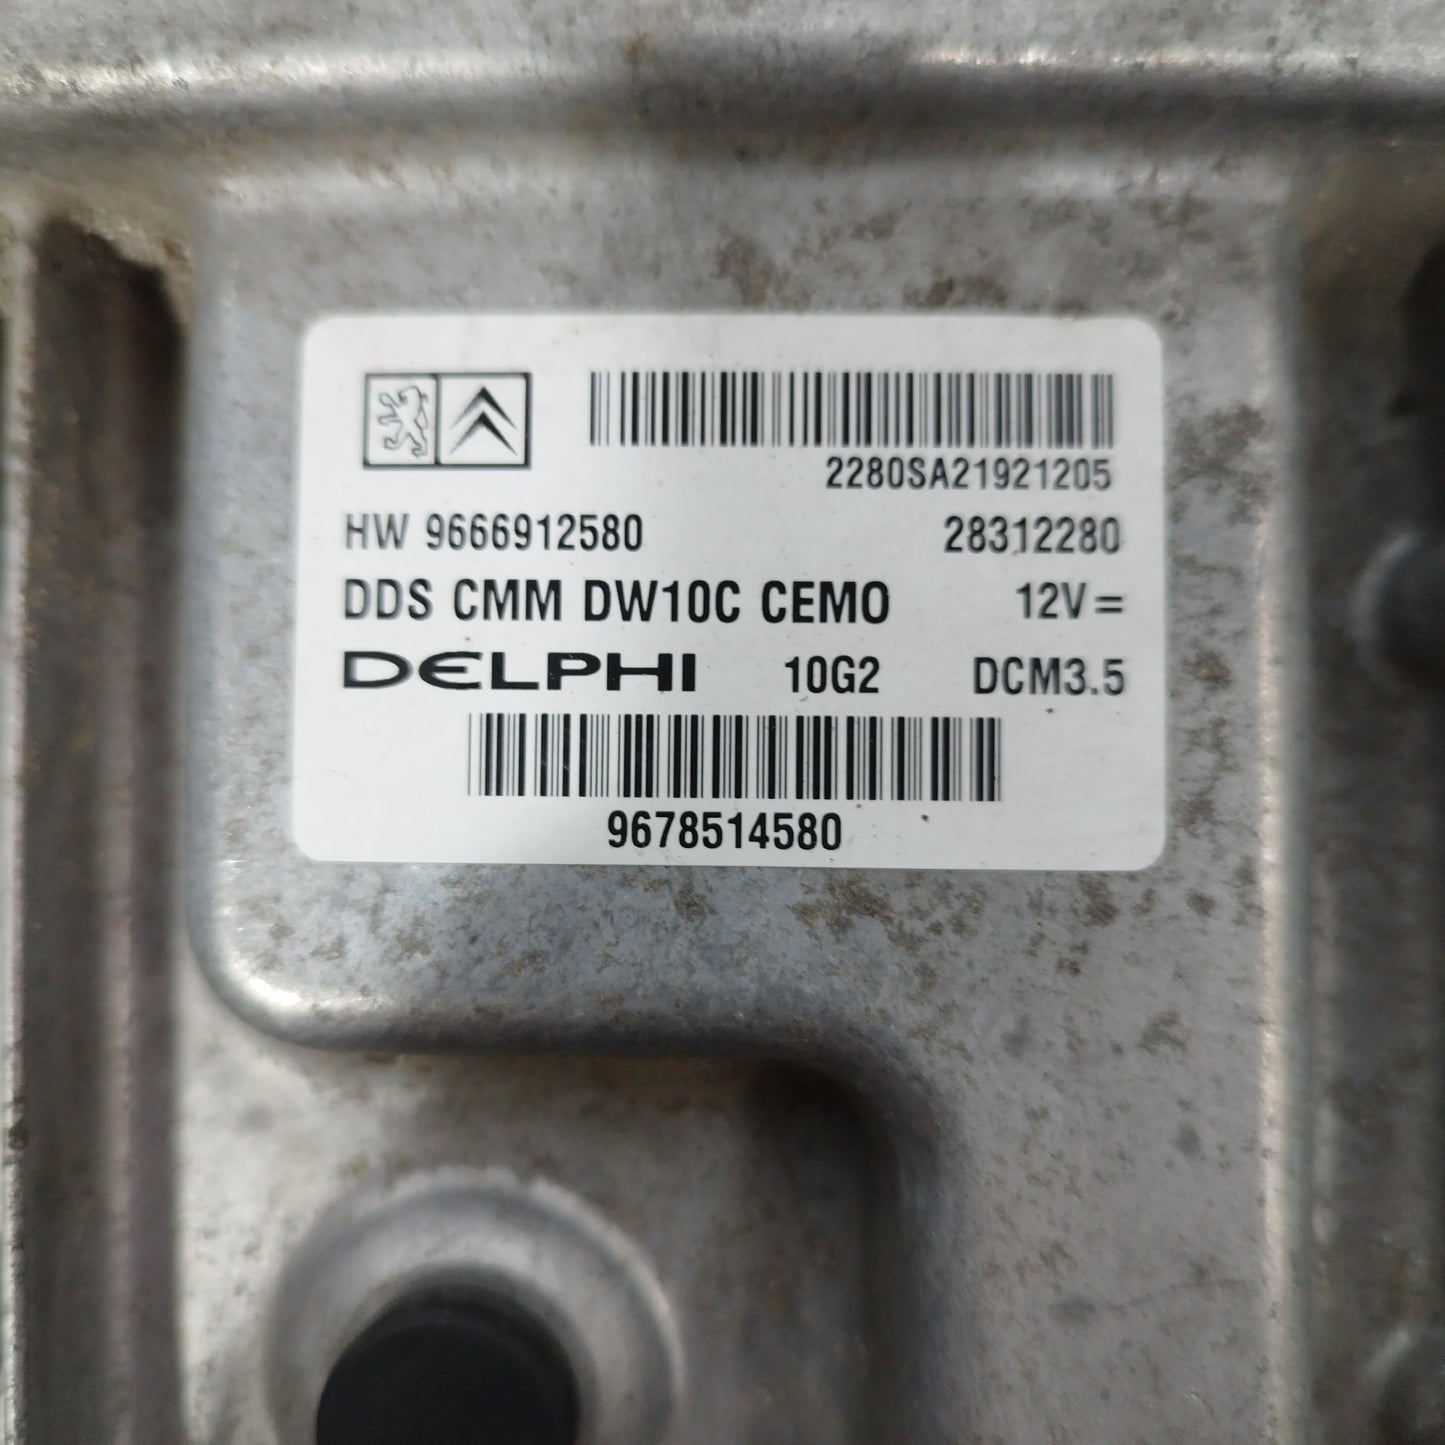 2280SA21921205
HW 9666912580 28312280
DDS CMM DW10C CEMO 12V=
DELPHI 10G2 DCM3.5
9678514580